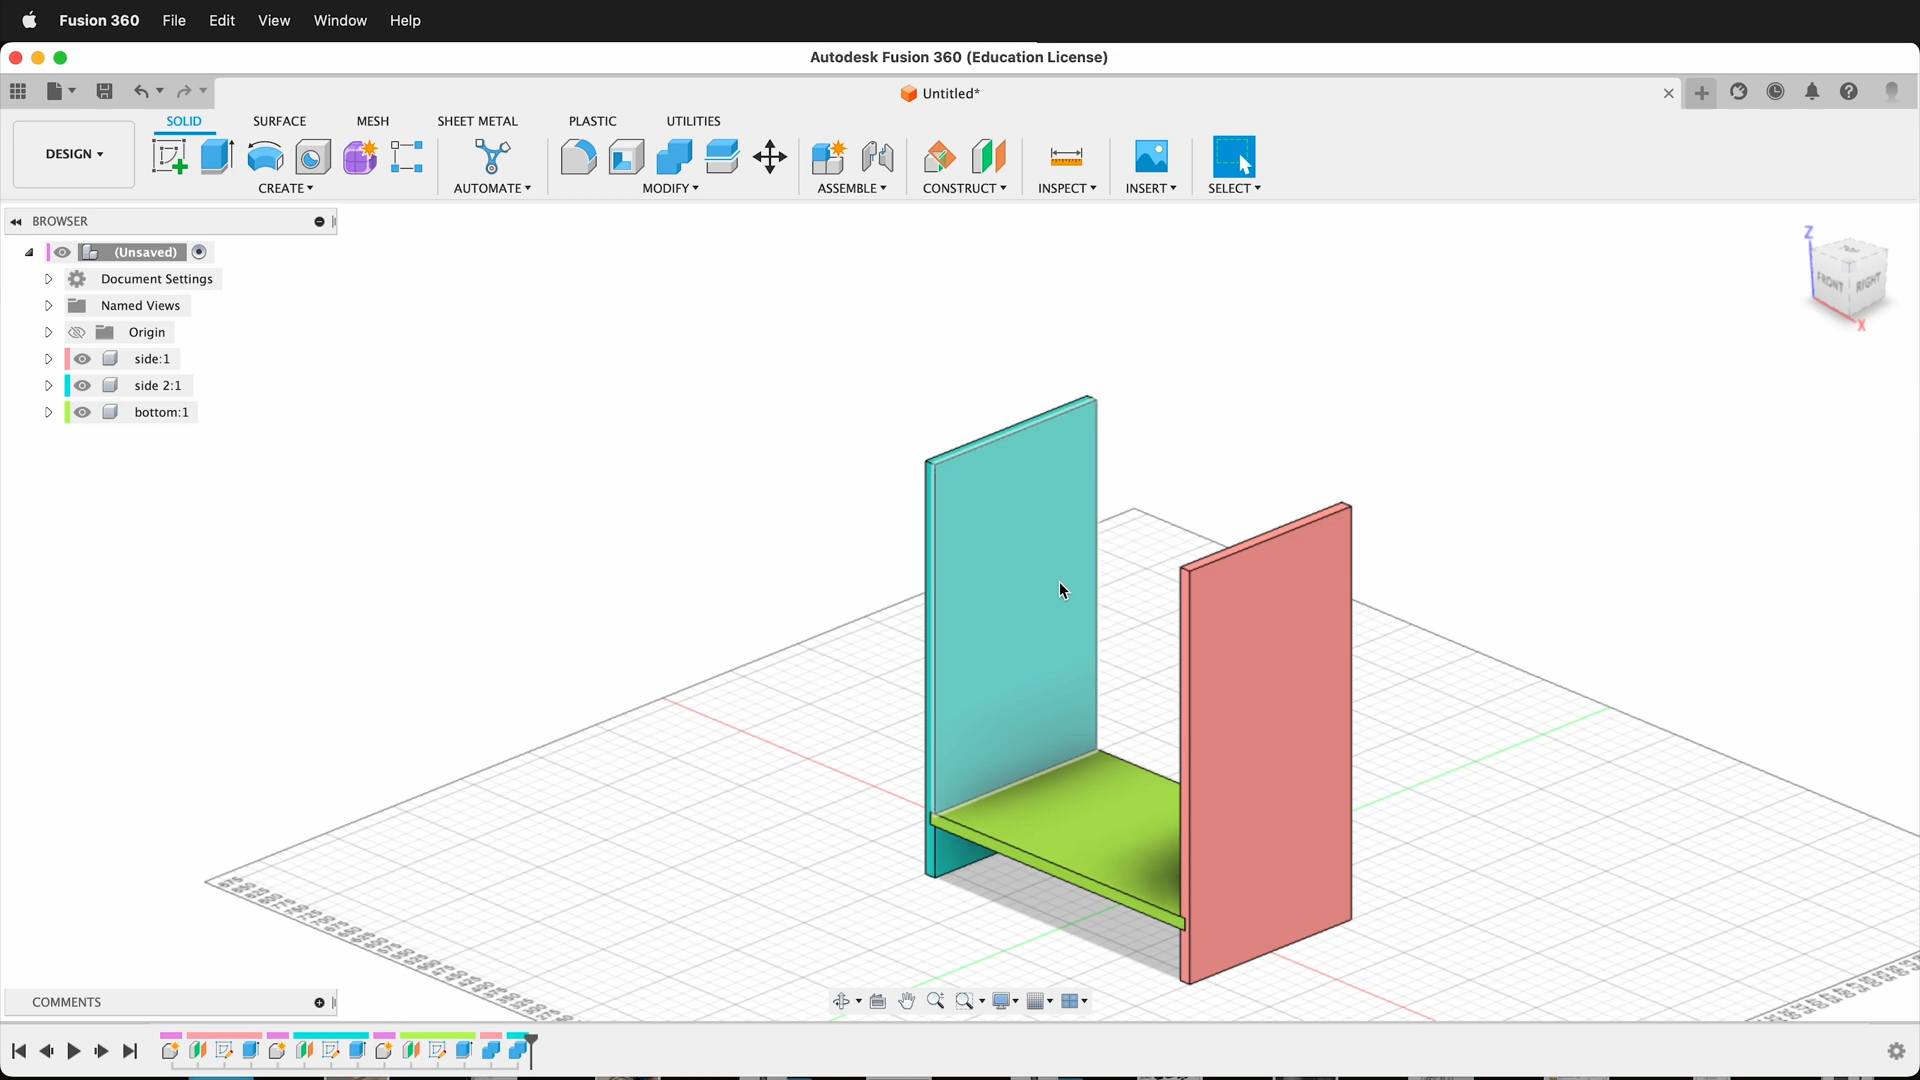 Fusion 360 File Edit View Window Help
Autodesk Fusion 360 (Education License)
Untitled*
SOLID SURFACE MESH SHEET METAL PLASTIC UTILITIES
DESIGN
CREATE AUTOMATE MODIFY ASSEMBLE CONSTRUCT INSPECT INSERT SELECT
BROWSER
(Unsaved)
Document Settings
Named Views
Origin
side:1
side 2:1
bottom:1
Z
FRONT RIGHT
X
COMMENTS